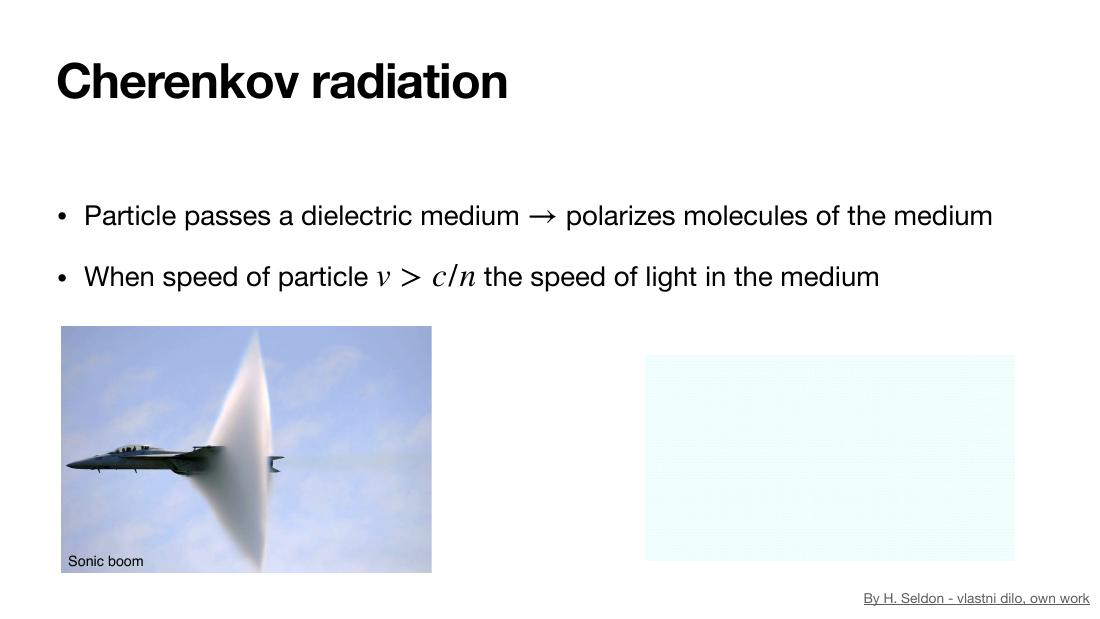 Cherenkov radiation
• Particle passes a dielectric medium → polarizes molecules of the medium
• When speed of particle v > c/n the speed of light in the medium
Sonic boom
By H. Seldon - vlastni dilo, own work